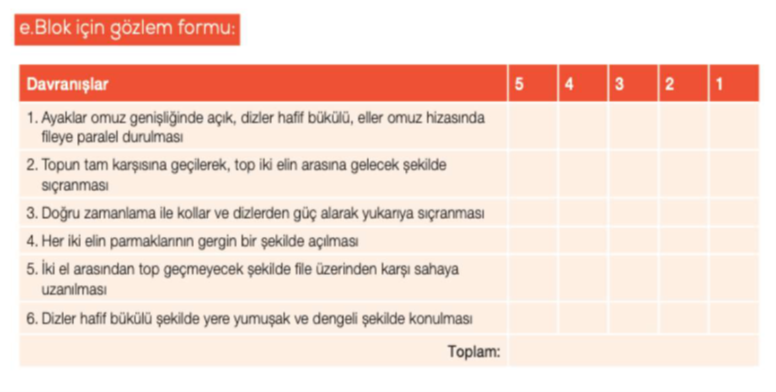 e.Blok için gözlem formu:
Davranışlar 5 4 3 2 1
1. Ayaklar omuz genişliğinde açık, dizler hafif bükülü, eller omuz hizasında
fileye paralel durulması
2. Topun tam karşısına geçilerek, top iki elin arasına gelecek şekilde
sıçranması
3. Doğru zamanlama ile kollar ve dizlerden güç alarak yukarıya sıçranması
4. Her iki elin parmaklarının gergin bir şekilde açılması
5. İki el arasından top geçmeyecek şekilde file üzerinden karşı sahaya
uzanılması
6. Dizler hafif bükülü şekilde yere yumuşak ve dengeli şekilde konulması
Toplam: